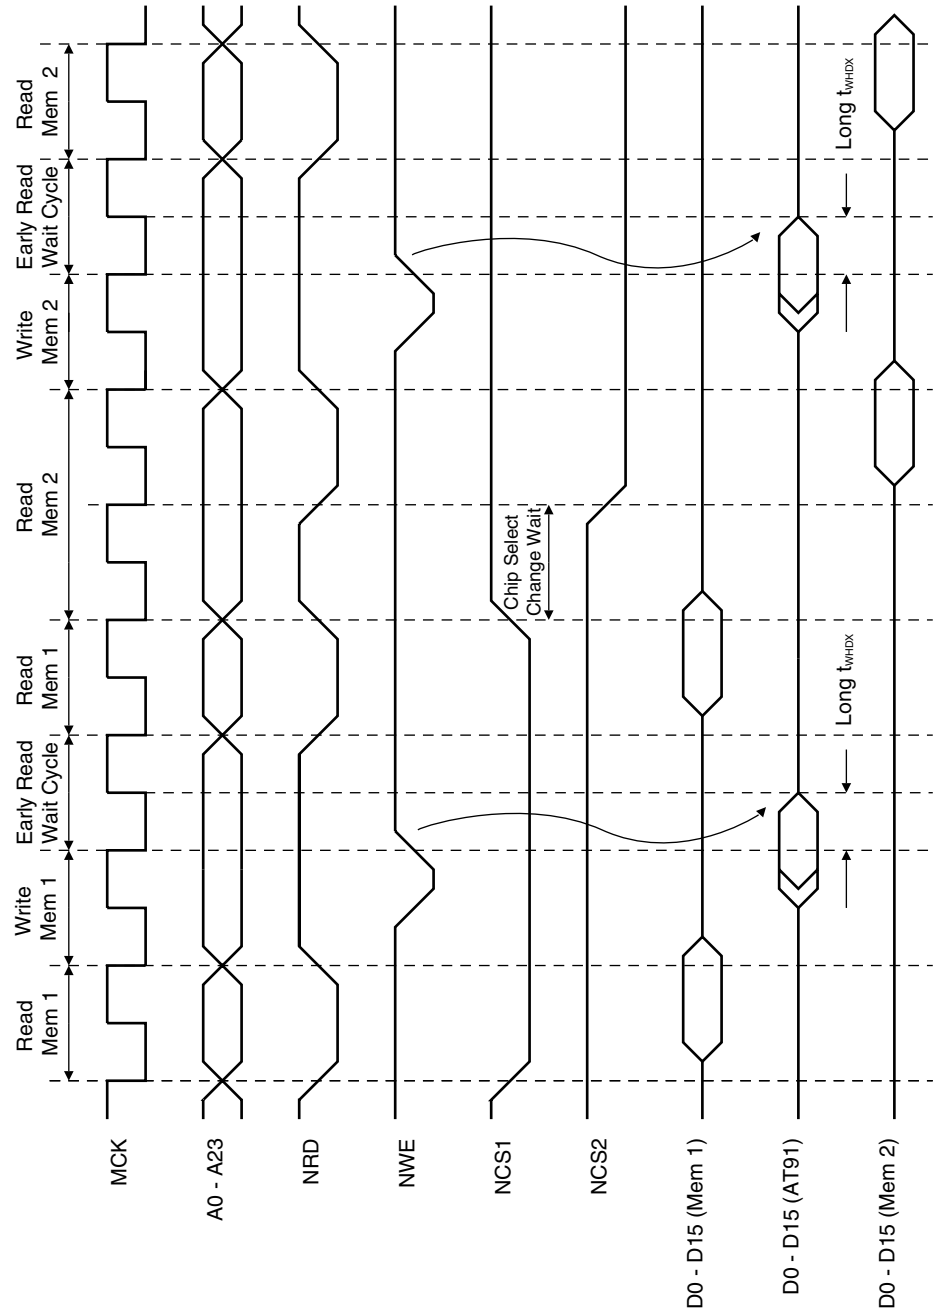 Read
Mem 1
Write
Mem 1
Early Read
Wait Cycle
Read
Mem 1
Read
Mem 2
Write
Mem 2
Early Read
Wait Cycle
Read
Mem 2
MCK
A0 - A23
NRD
NWE
NCS1
Chip Select
Change Wait
NCS2
D0 - D15 (Mem 1)
D0 - D15 (AT91)
Long tWHDX
Long tWHDX
D0 - D15 (Mem 2)